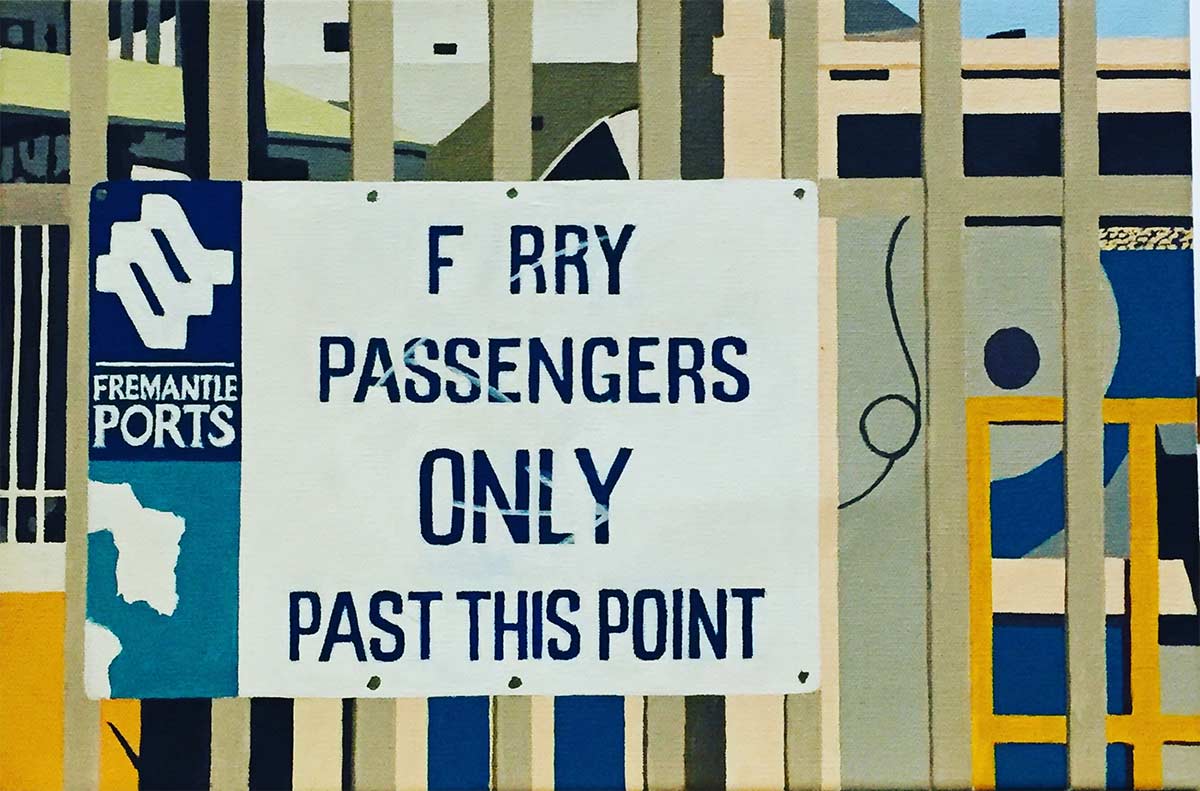 FREMANTLE
PORTS
F RRY
PASSENGERS
ONLY
PAST THIS POINT